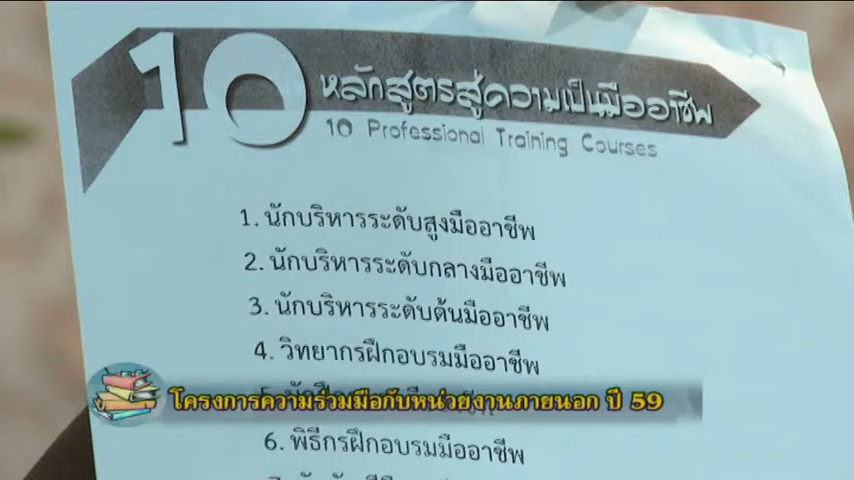 10 หลักสูตรสู่ความเป็นมืออาชีพ
10 Professional Training Courses
1. นักบริหารระดับสูงมืออาชีพ
2. นักบริหารระดับกลางมืออาชีพ
3. นักบริหารระดับต้นมืออาชีพ
4. วิทยากรฝึกอบรมมืออาชีพ
โครงการความร่วมมือกับหน่วยงานภายนอก ปี 59
6. พิธีกรฝึกอบรมมืออาชีพ